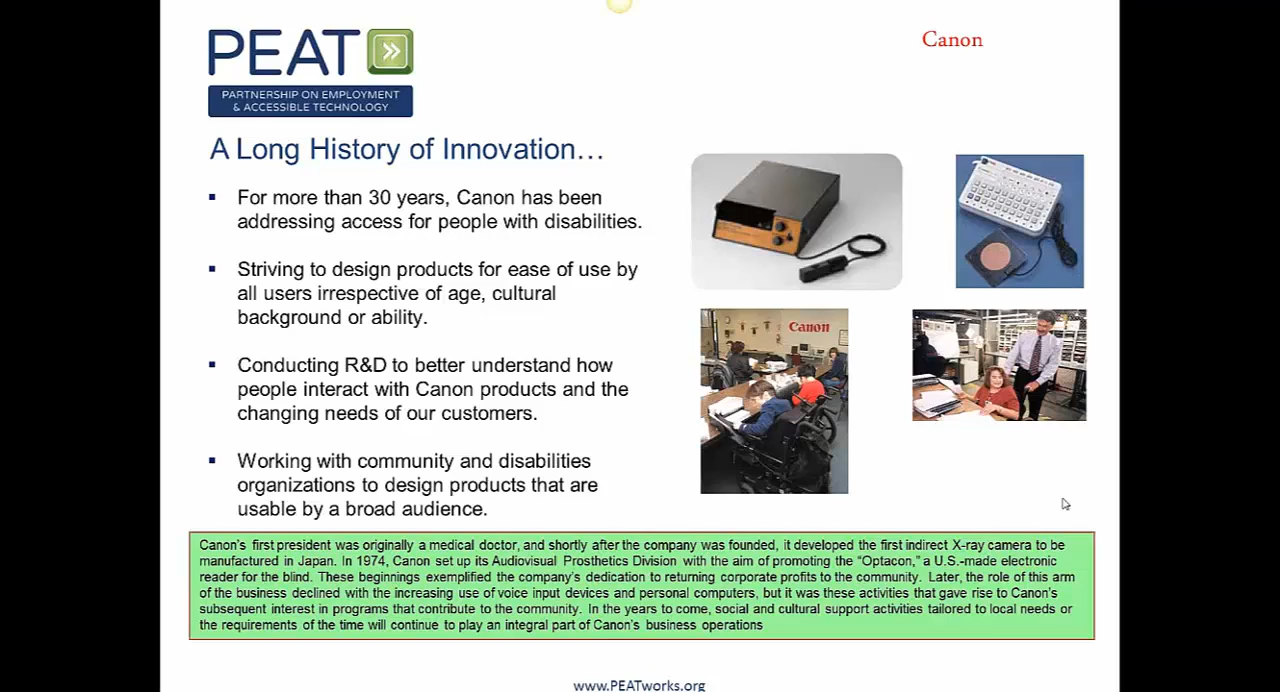 PEAT
PARTNERSHIP ON EMPLOYMENT
& ACCESSIBLE TECHNOLOGY
Canon
A Long History of Innovation…
▪ For more than 30 years, Canon has been
addressing access for people with disabilities.
▪ Striving to design products for ease of use by
all users irrespective of age, cultural
background or ability.
▪ Conducting R&D to better understand how
people interact with Canon products and the
changing needs of our customers.
▪ Working with community and disabilities
organizations to design products that are
usable by a broad audience.
Canon
Canon's first president was originally a medical doctor, and shortly after the company was founded, it developed the first indirect X-ray camera to be
manufactured in Japan. In 1974, Canon set up its Audiovisual Prosthetics Division with the aim of promoting the “Optacon,” a U.S.-made electronic
reader for the blind. These beginnings exemplified the company's dedication to returning corporate profits to the community. Later, the role of this arm
of the business declined with the increasing use of voice input devices and personal computers, but it was these activities that gave rise to Canon's
subsequent interest in programs that contribute to the community. In the years to come, social and cultural support activities tailored to local needs or
the requirements of the time will continue to play an integral part of Canon's business operations
www.PEATworks.org